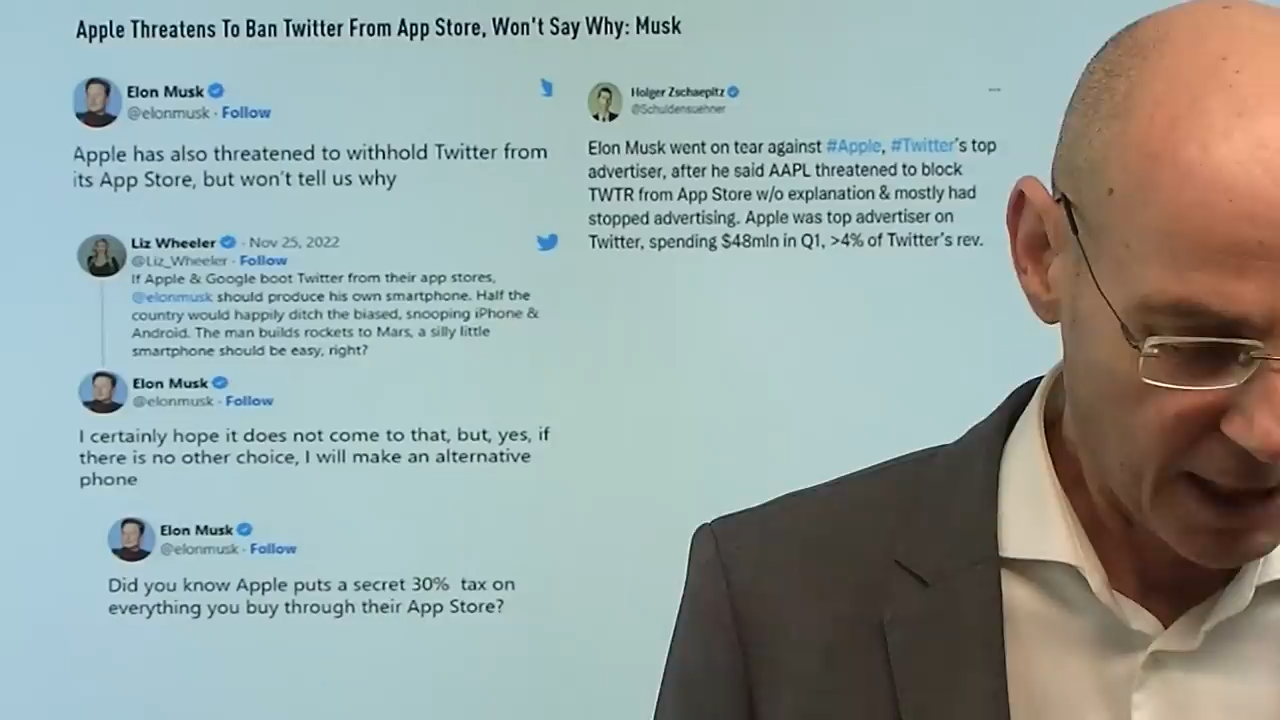 Apple Threatens To Ban Twitter From App Store, Won't Say Why: Musk
Elon Musk
@elonmusk · Follow
Apple has also threatened to withhold Twitter from
its App Store, but won't tell us why
Liz Wheeler · Nov 25, 2022
@Liz_Wheeler · Follow
If Apple & Google boot Twitter from their app stores,
@elonmusk should produce his own smartphone. Half the
country would happily ditch the biased, snooping iPhone &
Android. The man builds rockets to Mars, a silly little
smartphone should be easy, right?
Elon Musk
@elonmusk · Follow
I certainly hope it does not come to that, but, yes, if
there is no other choice, I will make an alternative
phone
Elon Musk
@elonmusk · Follow
Did you know Apple puts a secret 30% tax on
everything you buy through their App Store?
Holger Zschaepitz
@Schuldensuehner
Elon Musk went on tear against #Apple, #Twitter's top
advertiser, after he said AAPL threatened to block
TWTR from App Store w/o explanation & mostly had
stopped advertising. Apple was top advertiser on
Twitter, spending $48mln in Q1, >4% of Twitter's rev.